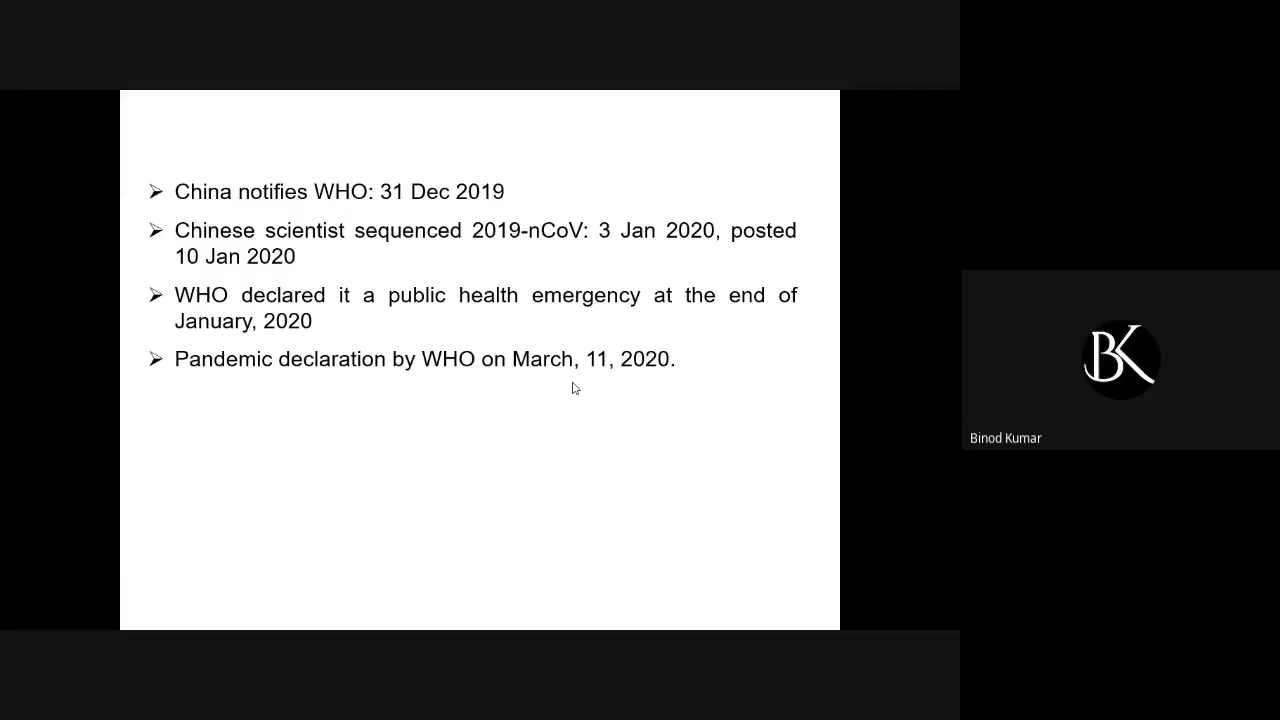 China notifies WHO: 31 Dec 2019
Chinese scientist sequenced 2019-nCoV: 3 Jan 2020, posted
10 Jan 2020
WHO declared it a public health emergency at the end of
January, 2020
Pandemic declaration by WHO on March, 11, 2020.
BK
Binod Kumar